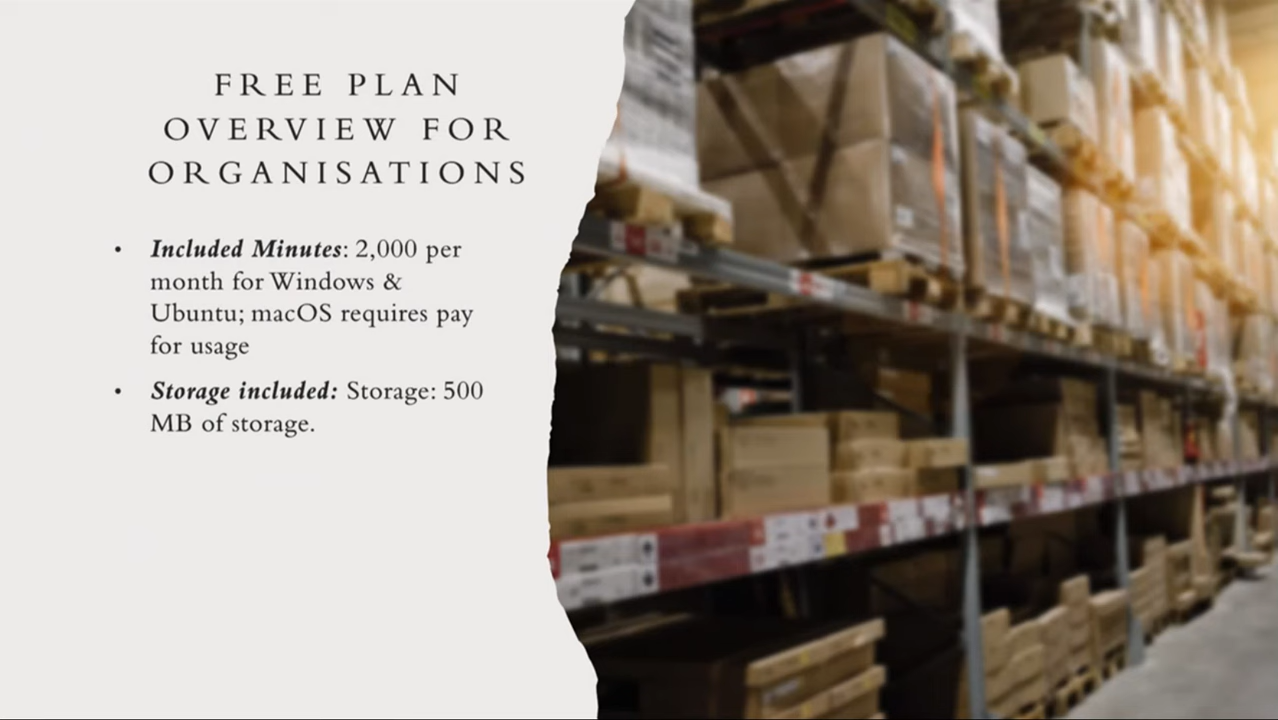 FREE PLAN
OVERVIEW FOR
ORGANISATIONS
• Included Minutes: 2,000 per
month for Windows &
Ubuntu; macOS requires pay
for usage
• Storage included: Storage: 500
MB of storage.